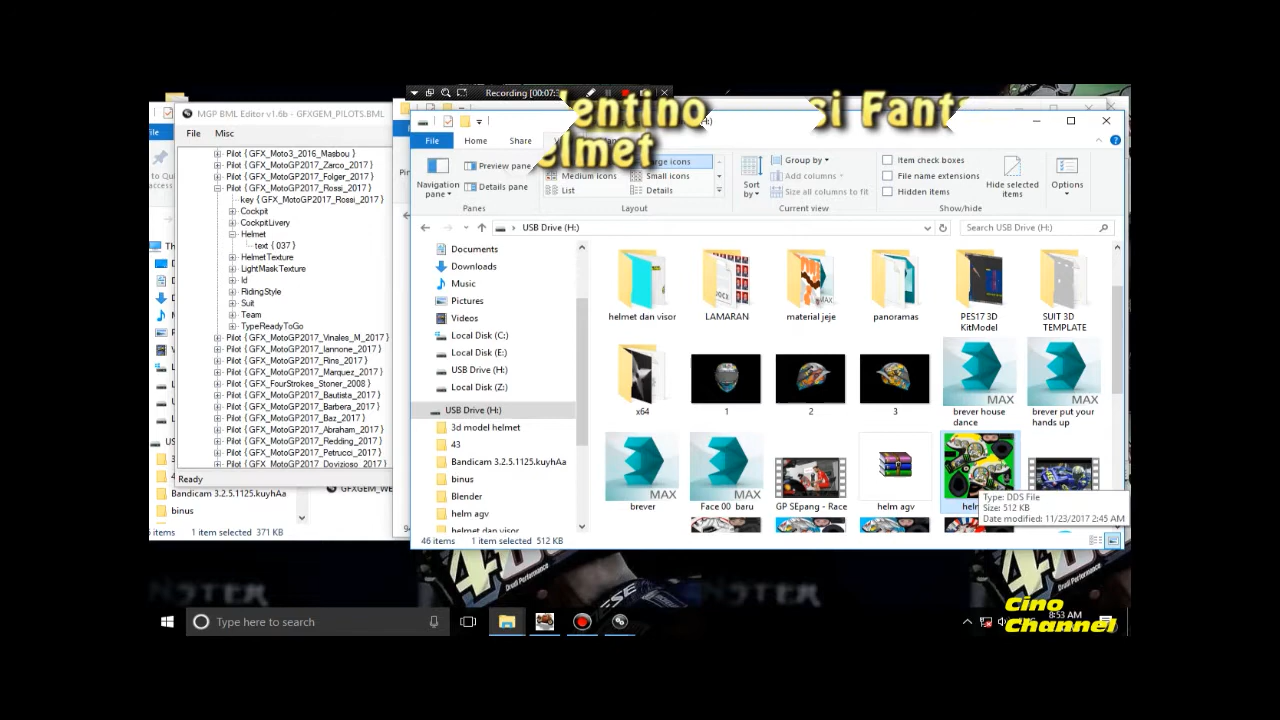 Recording [00:07:3
entino si Fanta
elmet
MGP BML Editor v1.6b - GFXGEM_PILOTS.BML
File Misc
Pilot { GFX_Moto3_2016_Masbou }
Pilot { GFX_MotoGP2017_Zarco_2017 }
Pilot { GFX_MotoGP2017_Folger_2017 }
Pilot { GFX_MotoGP2017_Rossi_2017 }
key { GFX_MotoGP2017_Rossi_2017 }
Cockpit
CockpitLivery
Helmet
text { 037 }
HelmetTexture
LightMaskTexture
Id
RidingStyle
Suit
Team
TypeReadyToGo
Pilot { GFX_MotoGP2017_Vinales_M_2017 }
Pilot { GFX_MotoGP2017_Iannone_2017 }
Pilot { GFX_MotoGP2017_Rins_2017 }
Pilot { GFX_MotoGP2017_Marquez_2017 }
Pilot { GFX_FourStrokes_Stoner_2008 }
Pilot { GFX_MotoGP2017_Bautista_2017 }
Pilot { GFX_MotoGP2017_Barbera_2017 }
Pilot { GFX_MotoGP2017_Baz_2017 }
Pilot { GFX_MotoGP2017_Abraham_2017 }
Pilot { GFX_MotoGP2017_Redding_2017 }
Pilot { GFX_MotoGP2017_Petrucci_2017 }
Pilot { GFX_MotoGP2017_Dovizioso_2017 }
Ready
Bandicam 3.2.5.1125.kuyhAa
binus
GFXGEM_WE
items 1 item selected 371 KB
H:)
File Home Share
Navigation pane
Preview pane
Details pane
Panes
arge icons
Medium icons Small icons
List Details
Layout
Sort by
Group by
Add columns
Size all columns to fit
Current view
Item check boxes
File name extensions
Hidden items
Hide selected items
Show/hide
Options
USB Drive (H:)
Search USB Drive (H:)
Documents
Downloads
Music
Pictures
Videos
Local Disk (C:)
Local Disk (E:)
USB Drive (H:)
Local Disk (Z:)
USB Drive (H:)
3d model helmet
43
Bandicam 3.2.5.1125.kuyhAa
binus
Blender
helm agv
helmet dan visor
helmet dan visor
LAMARAN
material jeje
panoramas
PES17 3D KitModel
SUIT 3D TEMPLATE
x64
1
2
3
brever house dance
brever put your hands up
brever
Face 00 baru
GP SEpang - Race
helm agv
helm
Type: DDS File
Size: 512 KB
Date modified: 11/23/2017 2:45 AM
46 items 1 item selected 512 KB
Type here to search
8:53 AM
Cino
Channel